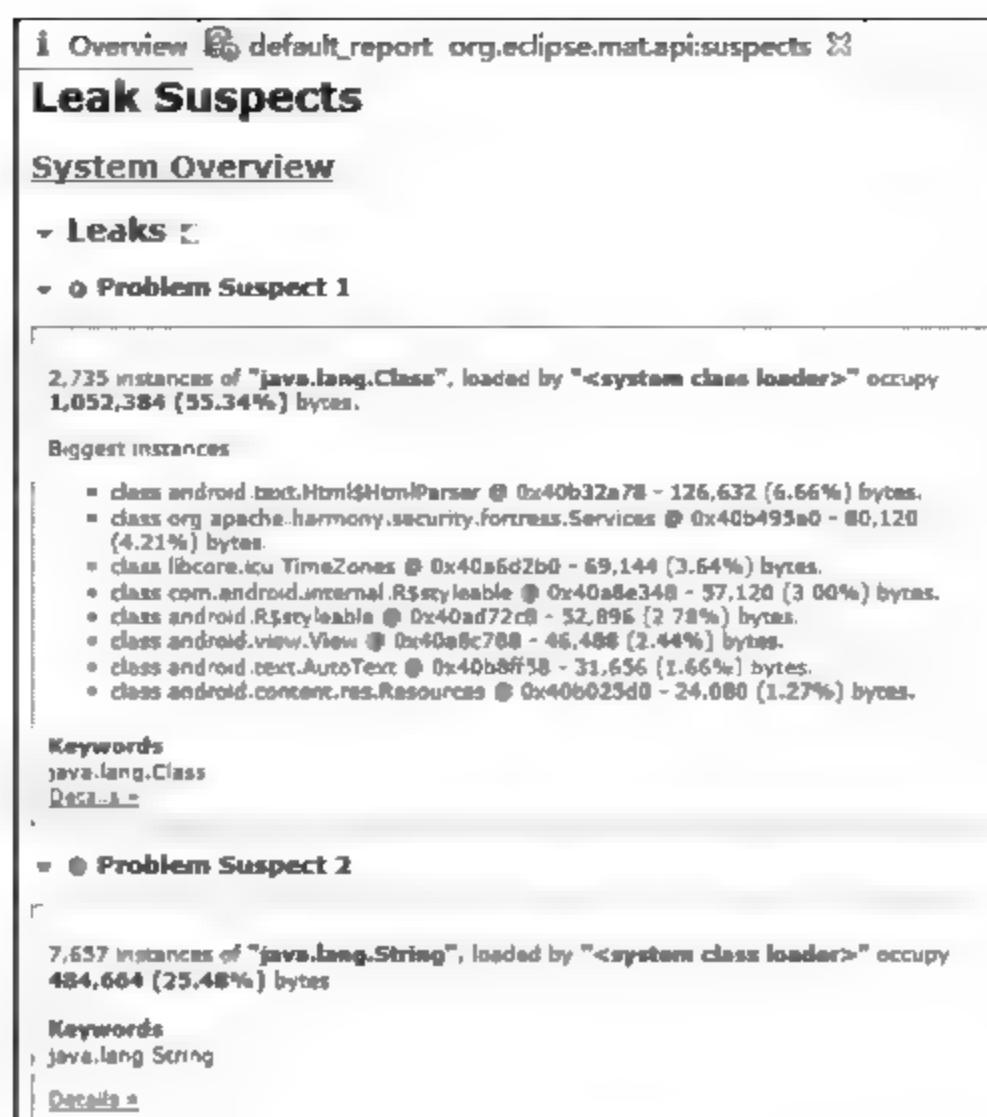 i Overview default_report org.eclipse.mat.api:suspects
Leak Suspects
System Overview
Leaks
Problem Suspect 1
2,735 instances of "java.lang.Class", loaded by "<system class loader>" occupy
1,052,384 (55.34%) bytes.
Biggest instances
• class android.text.Html$HtmlParser @ 0x40b32a78 - 126,632 (6.66%) bytes.
• class org apache.harmony.security.fortress.Services @ 0x40b495a0 - 80,120
(4.21%) bytes.
• class libcore.icu TimeZones @ 0x40a6d2b0 - 69,144 (3.64%) bytes.
• class com.android.internal.R$styleable @ 0x40a8e348 - 57,120 (3 00%) bytes.
• class android.R$styleable @ 0x40ad72c8 - 52,896 (2 78%) bytes.
• class android.view.View @ 0x40a8c788 - 46,488 (2.44%) bytes.
• class android.text.AutoText @ 0x40b8ff58 - 31,656 (1.66%) bytes.
• class android.content.res.Resources @ 0x40b025d0 - 24,080 (1.27%) bytes.
Keywords
java.lang.Class
Details »
Problem Suspect 2
7,657 instances of "java.lang.String", loaded by "<system class loader>" occupy
484,664 (25.48%) bytes
Keywords
java.lang String
Details »